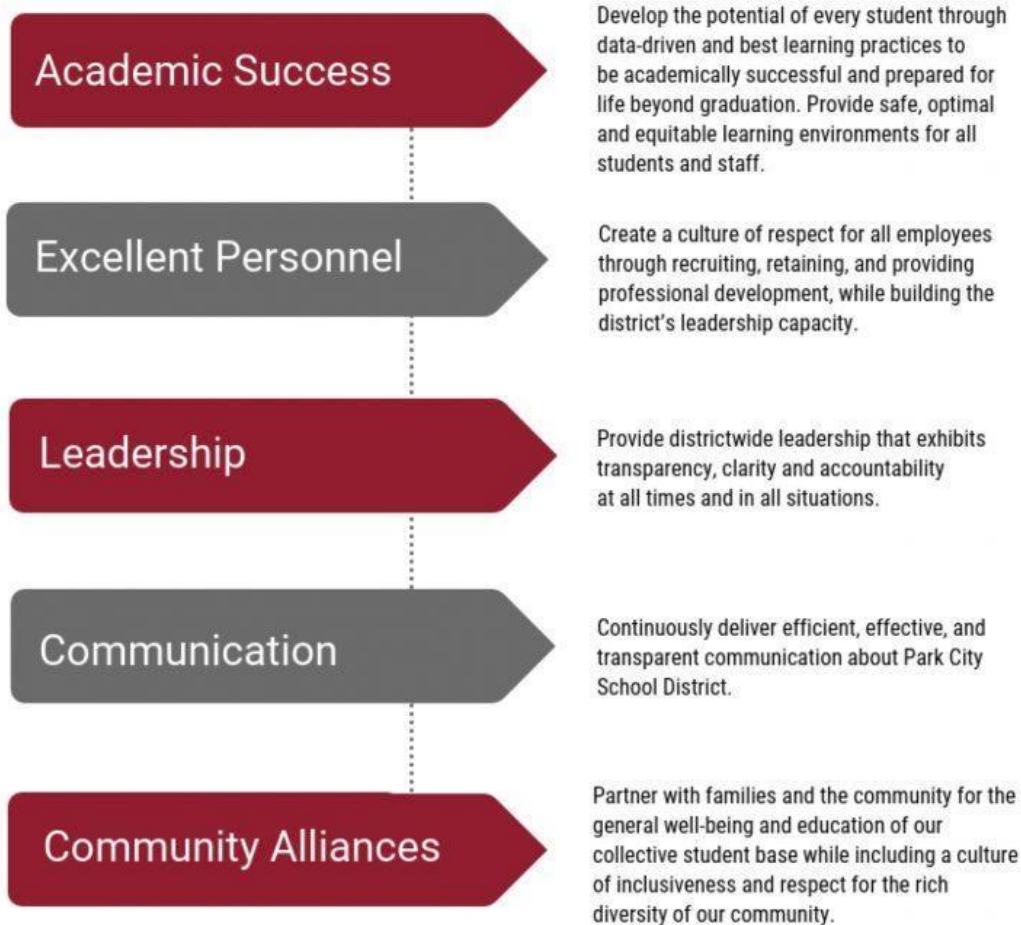 Academic Success
Develop the potential of every student through
data-driven and best learning practices to
be academically successful and prepared for
life beyond graduation. Provide safe, optimal
and equitable learning environments for all
students and staff.
Excellent Personnel
Create a culture of respect for all employees
through recruiting, retaining, and providing
professional development, while building the
district's leadership capacity.
Leadership
Provide districtwide leadership that exhibits
transparency, clarity and accountability
at all times and in all situations.
Communication
Continuously deliver efficient, effective, and
transparent communication about Park City
School District.
Community Alliances
Partner with families and the community for the
general well-being and education of our
collective student base while including a culture
of inclusiveness and respect for the rich
diversity of our community.